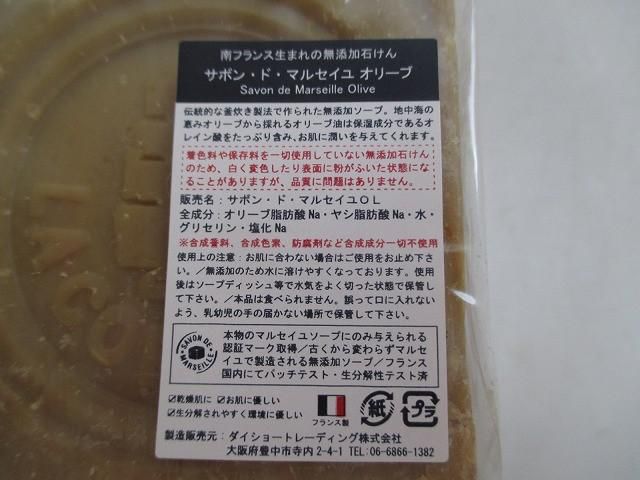 南フランス生まれの無添加石けん
サボン・ド・マルセイユ オリーブ
Savon de Marseille Olive
伝統的な釜炊き製法で作られた無添加ソープ。地中海の
恵みオリーブから採れるオリーブ油は保湿成分であるオ
レイン酸をたっぷり含み、お肌に潤いを与えてくれます。
着色料や保存料を一切使用していない無添加石けん
のため、白く変色したり表面に粉がふいた状態にな
ることがありますが、品質に問題はありません。
販売名：サボン・ド・マルセイユOL
全成分：オリーブ脂肪酸Na・ヤシ脂肪酸Na・水・
グリセリン・塩化Na
※合成香料、合成色素、防腐剤など合成成分一切不使用
使用上の注意：お肌に合わない場合はご使用をお止め下さ
い。／無添加のため水に溶けやすくなっております。使用
後はソープディッシュ等で水気をよく切った状態で保管し
て下さい。／本品は食べられません。誤って口に入れない
よう、乳幼児の手の届かない場所で保管して下さい。
SAVON DE MARSEILLE
本物のマルセイユソープにのみ与えられる
認証マーク取得／古くから変わらずマルセ
イユで製造される無添加ソープ／フランス
国内にてパッチテスト・生分解性テスト済
☑乾燥肌に ☑お肌に優しい
☑生分解されやすく環境に優しい
フランス製
紙
プラ
製造販売元：ダイショートレーディング株式会社
大阪府豊中市寺内2-4-1 TEL:06-6866-1382